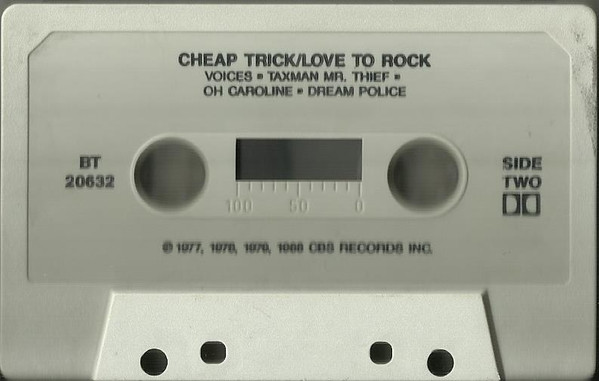 CHEAP TRICK/LOVE TO ROCK
VOICES • TAXMAN MR. THIEF •
OH CAROLINE • DREAM POLICE
BT
20632
SIDE
TWO
100 50 0
© 1977, 1978, 1979, 1986 CBS RECORDS INC.